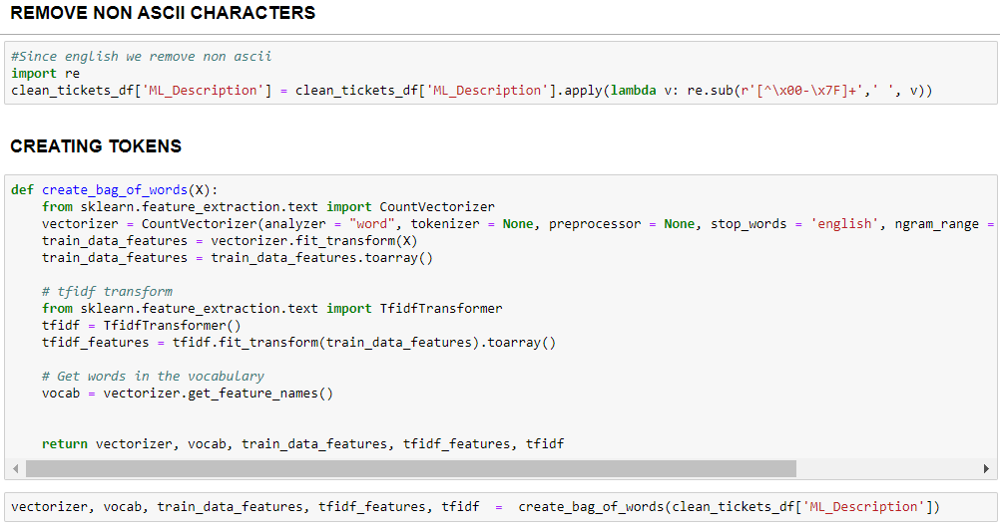 REMOVE NON ASCII CHARACTERS
#Since english we remove non ascii
import re
clean_tickets_df['ML_Description'] = clean_tickets_df['ML_Description'].apply(lambda v: re.sub(r'[^\x00-\x7F]+',' ', v))
CREATING TOKENS
def create_bag_of_words(X):
    from sklearn.feature_extraction.text import CountVectorizer
    vectorizer = CountVectorizer(analyzer = "word", tokenizer = None, preprocessor = None, stop_words = 'english', ngram_range =
    train_data_features = vectorizer.fit_transform(X)
    train_data_features = train_data_features.toarray()
    # tfidf transform
    from sklearn.feature_extraction.text import TfidfTransformer
    tfidf = TfidfTransformer()
    tfidf_features = tfidf.fit_transform(train_data_features).toarray()
    # Get words in the vocabulary
    vocab = vectorizer.get_feature_names()
    return vectorizer, vocab, train_data_features, tfidf_features, tfidf
vectorizer, vocab, train_data_features, tfidf_features, tfidf  =  create_bag_of_words(clean_tickets_df['ML_Description'])